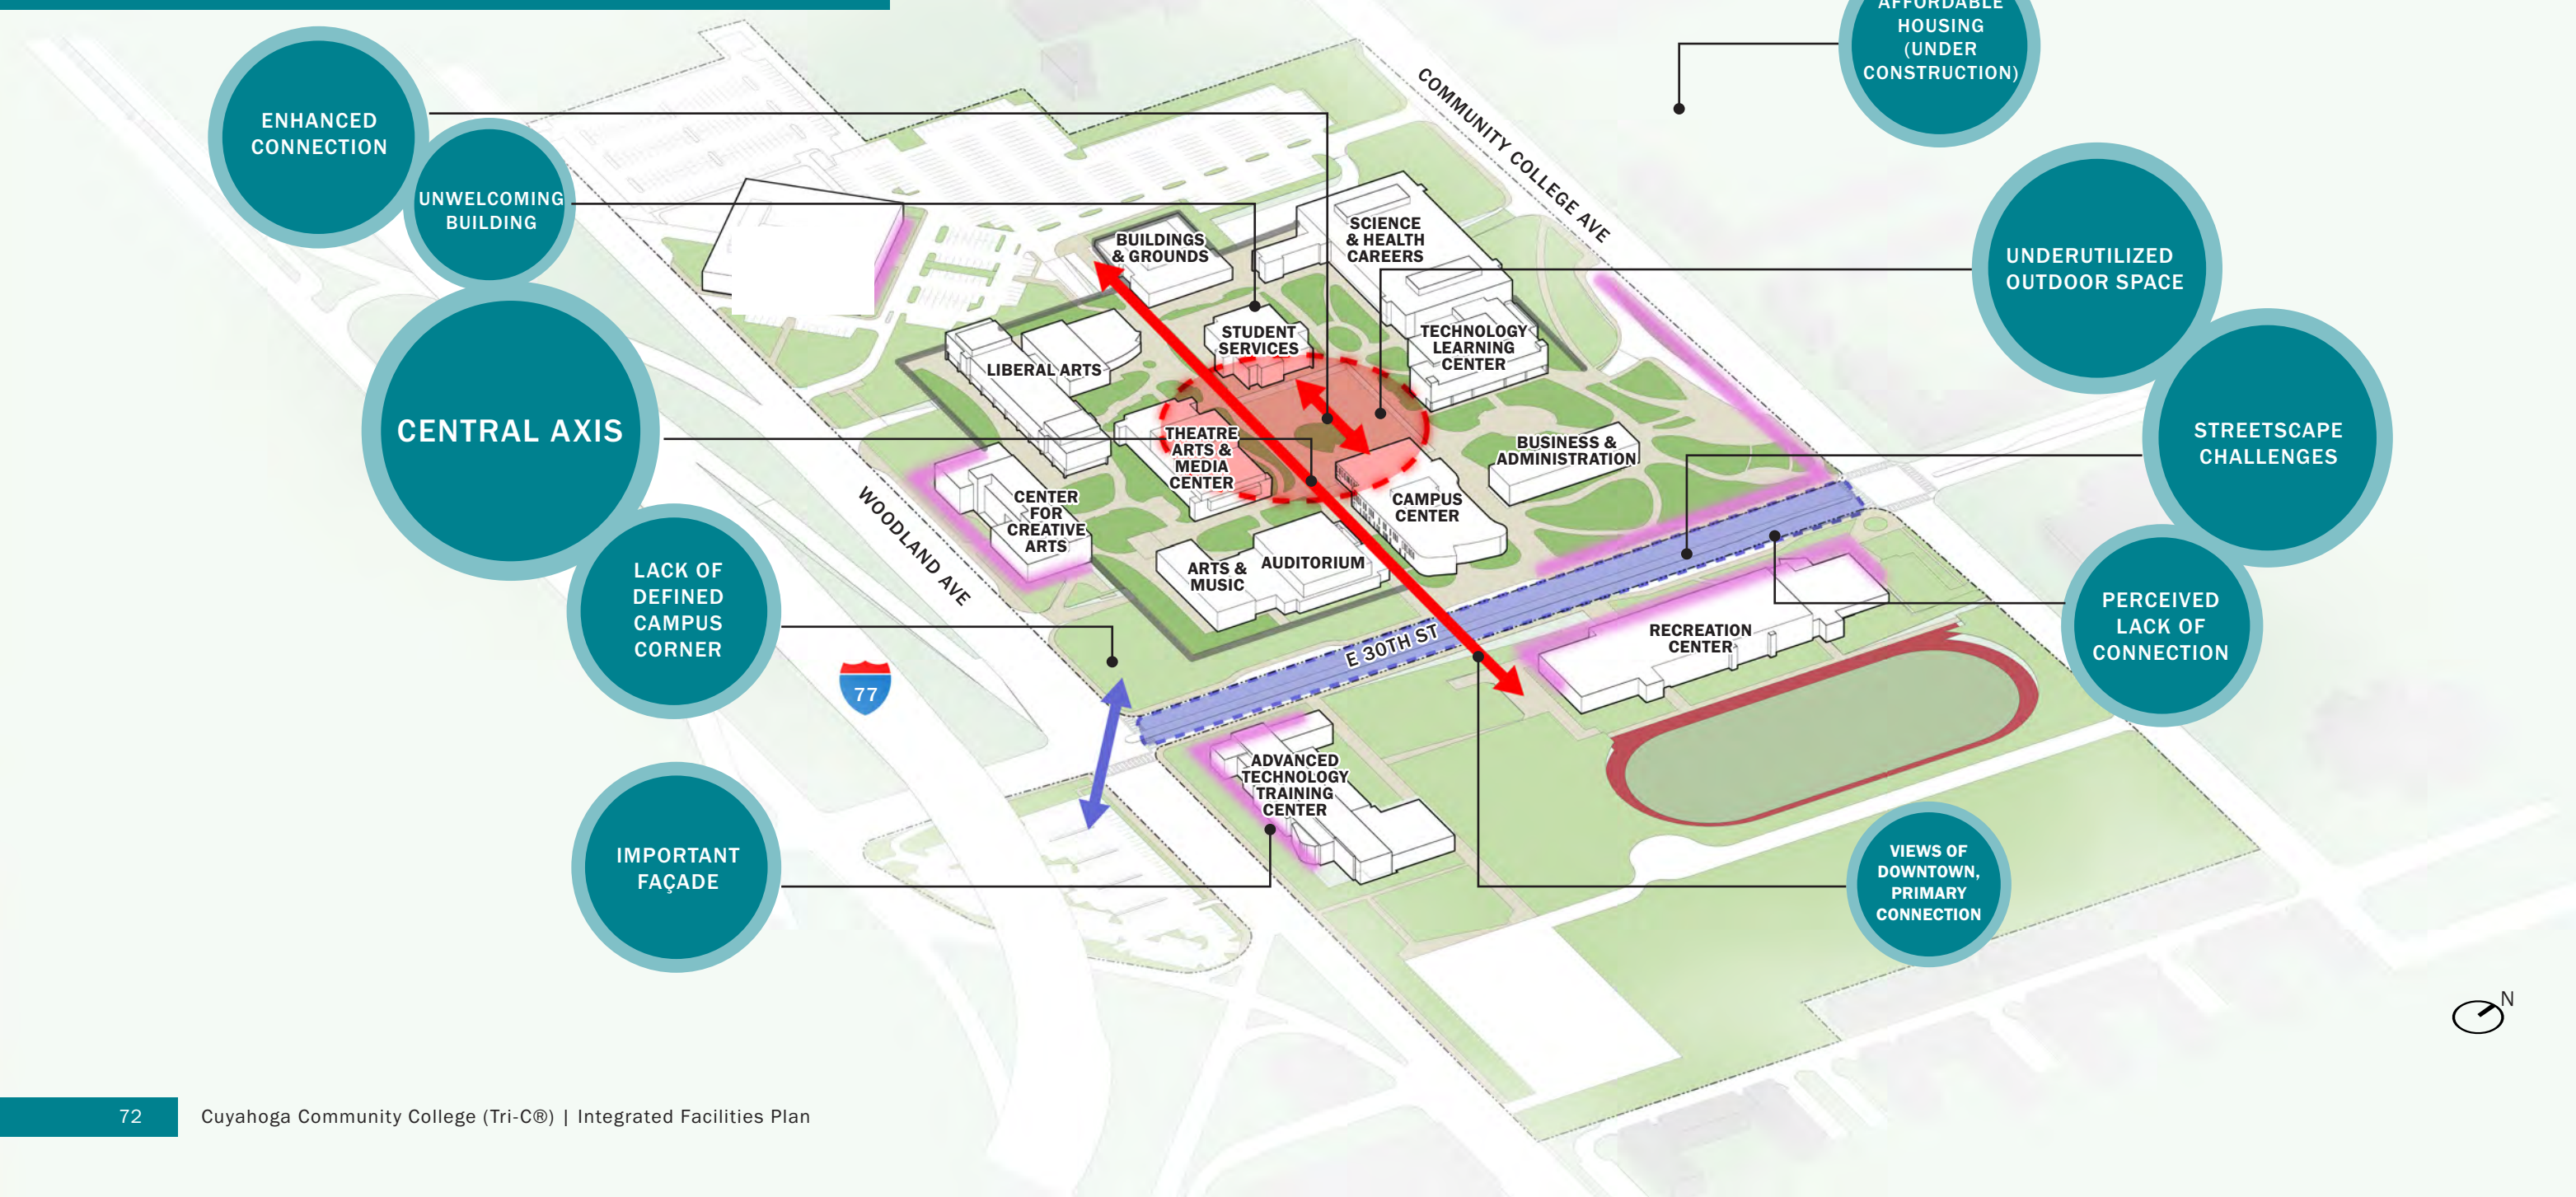 AFFORDABLE
HOUSING
(UNDER
CONSTRUCTION)
ENHANCED
CONNECTION
UNWELCOMING
BUILDING
COMMUNITY COLLEGE AVE
UNDERUTILIZED
OUTDOOR SPACE
SCIENCE
& HEALTH
CAREERS
BUILDINGS
& GROUNDS
STUDENT
SERVICES
TECHNOLOGY
LEARNING
CENTER
LIBERAL ARTS
CENTRAL AXIS
STREETSCAPE
CHALLENGES
THEATRE
ARTS &
MEDIA
CENTER
BUSINESS &
ADMINISTRATION
CAMPUS
CENTER
CENTER
FOR
CREATIVE
ARTS
WOODLAND AVE
ARTS &
MUSIC
AUDITORIUM
LACK OF
DEFINED
CAMPUS
CORNER
PERCEIVED
LACK OF
CONNECTION
E 30TH ST
RECREATION
CENTER
77
ADVANCED
TECHNOLOGY
TRAINING
CENTER
IMPORTANT
FAÇADE
VIEWS OF
DOWNTOWN,
PRIMARY
CONNECTION
N
72
Cuyahoga Community College (Tri-C®) | Integrated Facilities Plan